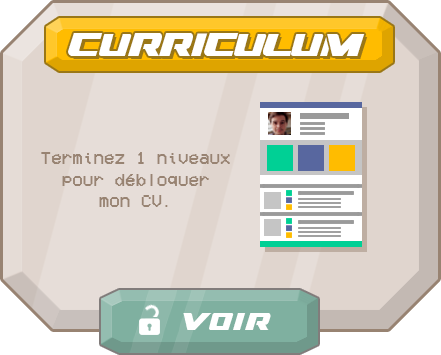 CURRICULUM
Terminez 1 niveaux
pour débloquer
mon CV.
VOIR